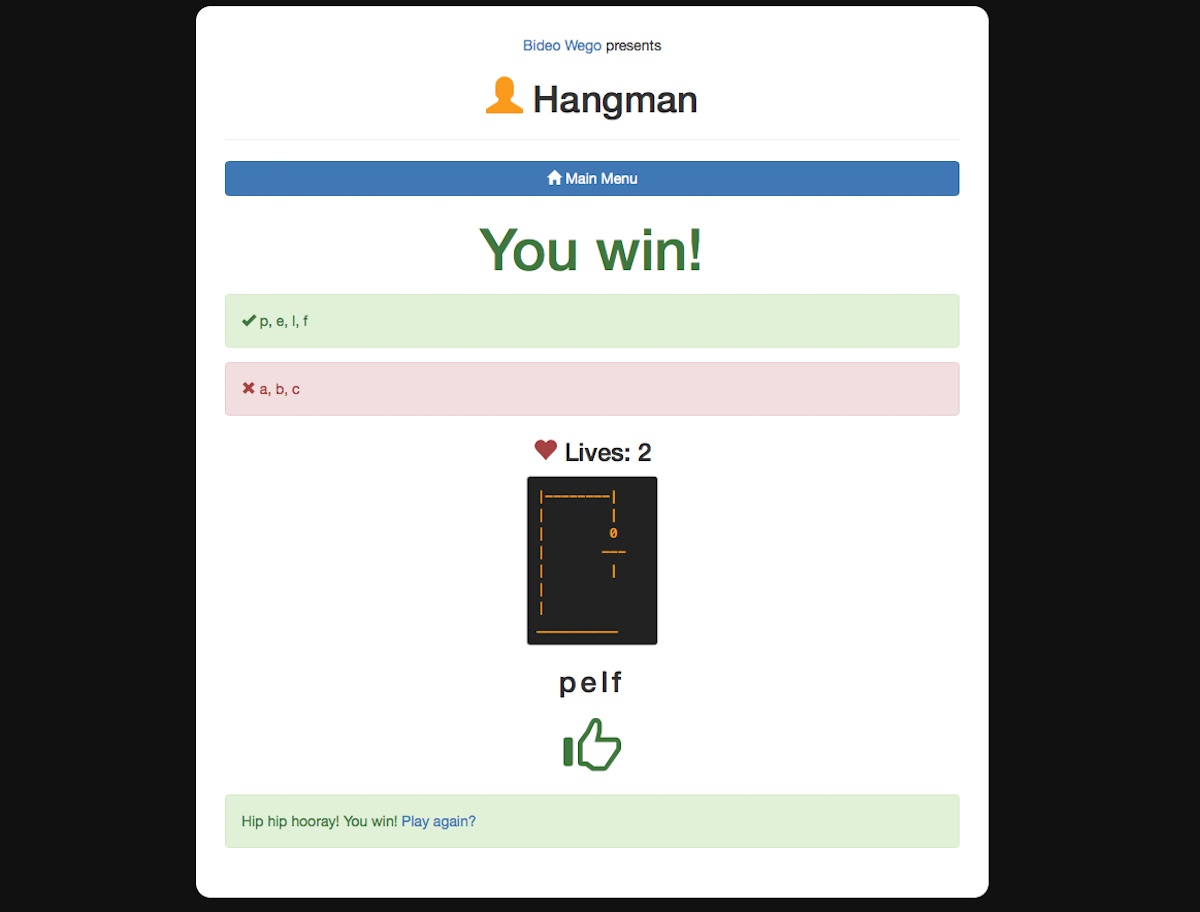 Bideo Wego presents
Hangman
Main Menu
You win!
p, e, l, f
a, b, c
Lives: 2
|--------|
|        |
|        0
|       ---
|        |
|
|
__________
p e l f
Hip hip hooray! You win! Play again?